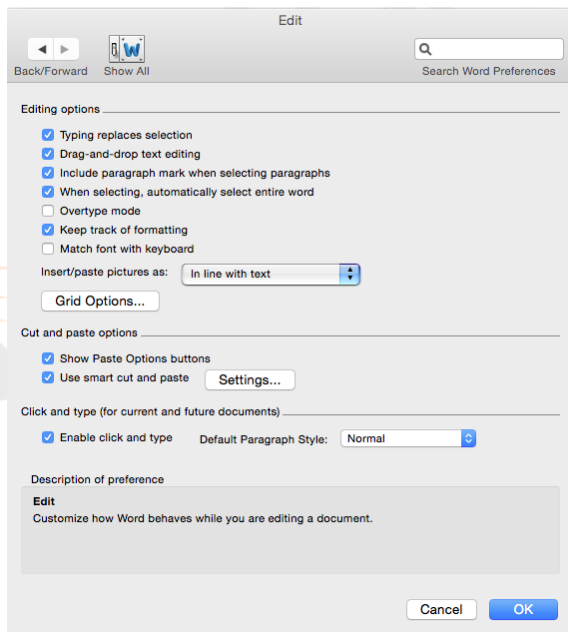 Edit
Back/Forward Show All Search Word Preferences
Editing options
Typing replaces selection
Drag-and-drop text editing
Include paragraph mark when selecting paragraphs
When selecting, automatically select entire word
Overtype mode
Keep track of formatting
Match font with keyboard
Insert/paste pictures as: In line with text
Grid Options...
Cut and paste options
Show Paste Options buttons
Use smart cut and paste Settings...
Click and type (for current and future documents)
Enable click and type Default Paragraph Style: Normal
Description of preference
Edit
Customize how Word behaves while you are editing a document.
Cancel OK